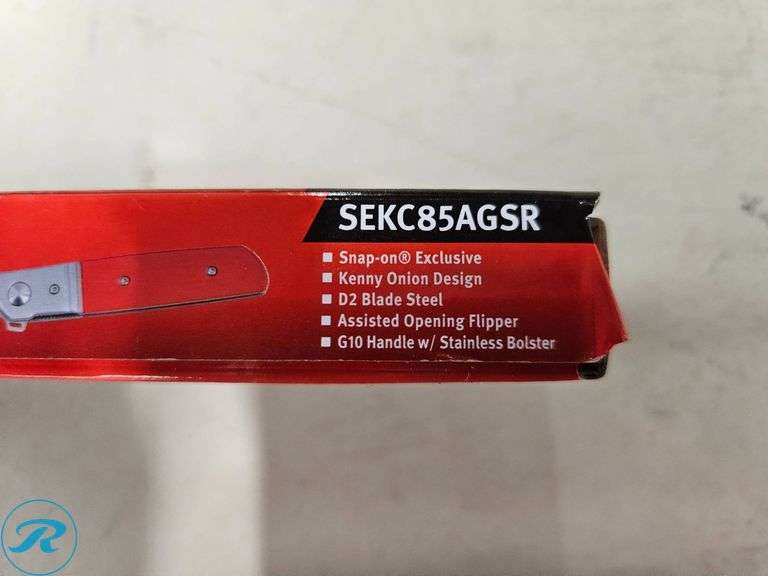 SEKC85AGSR
■ Snap-on® Exclusive
■ Kenny Onion Design
■ D2 Blade Steel
■ Assisted Opening Flipper
■ G10 Handle w/ Stainless Bolster
R